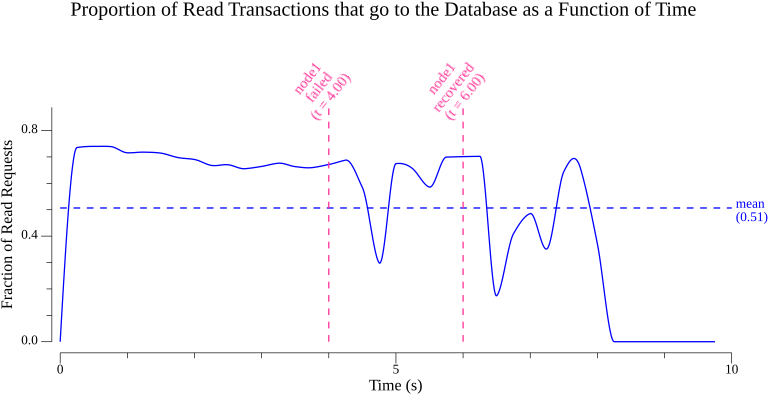 Proportion of Read Transactions that go to the Database as a Function of Time
node1
failed
(t = 4.00)
node1
recovered
(t = 6.00)
0.8
0.4
0.0
Fraction of Read Requests
mean
(0.51)
0
5
10
Time (s)